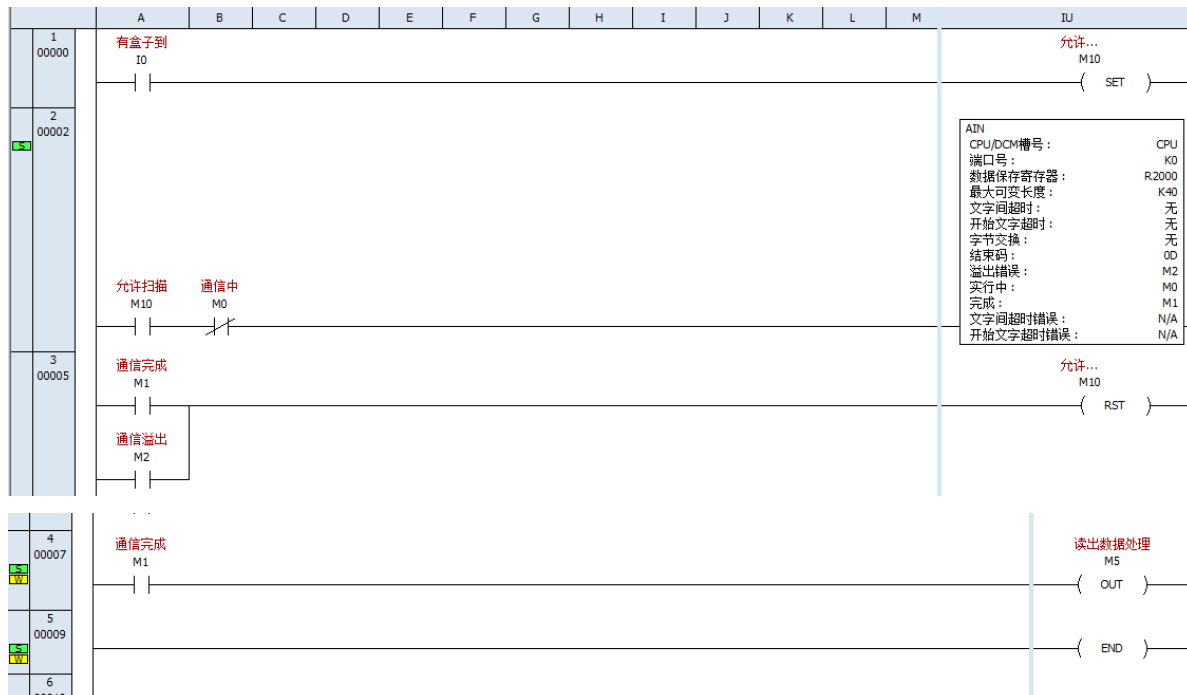 A B C D E F G H I J K L M IU
1
00000
有盒子到
I0
允许...
M10
SET
2
00002
S
AIN
CPU/DCM槽号： CPU
端口号： K0
数据保存寄存器： R2000
最大可变长度： K40
文字间超时： 无
开始文字超时： 无
字节交换： 无
结束码： 0D
溢出错误： M2
实行中： M0
完成： M1
文字间超时错误： N/A
开始文字超时错误： N/A
允许扫描 通信中
M10 M0
3
00005
通信完成
M1
允许...
M10
RST
通信溢出
M2
4
00007
S
W
通信完成
M1
读出数据处理
M5
OUT
5
00009
S
W
END
6